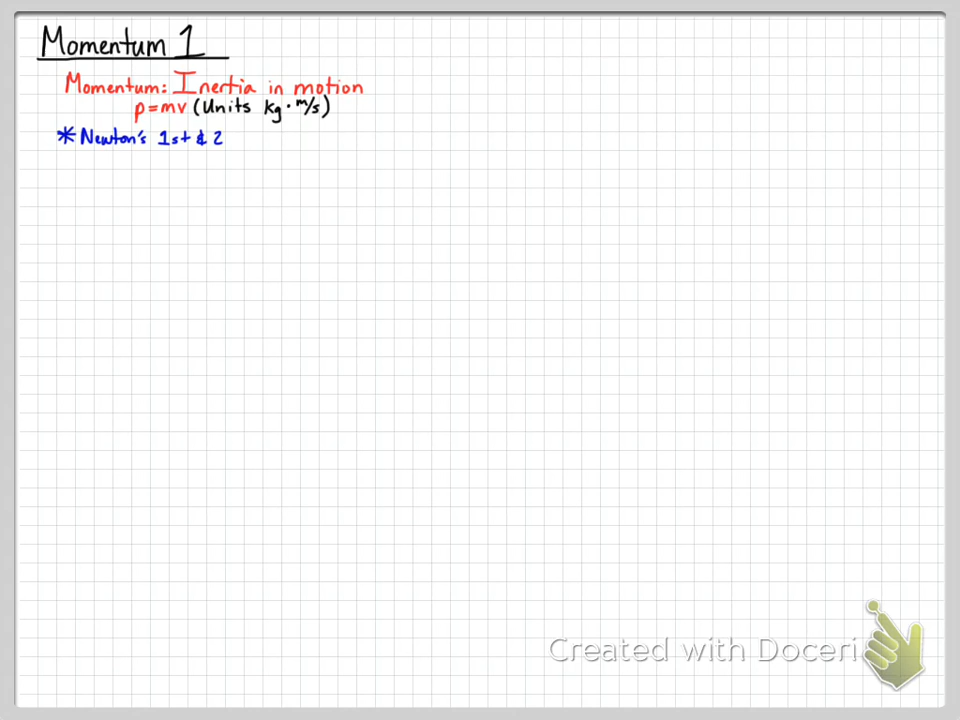 Momentum 1
Momentum: Inertia in motion
p=mv (Units kg·m/s)
*Newton's 1st & 2
Created with Doceri